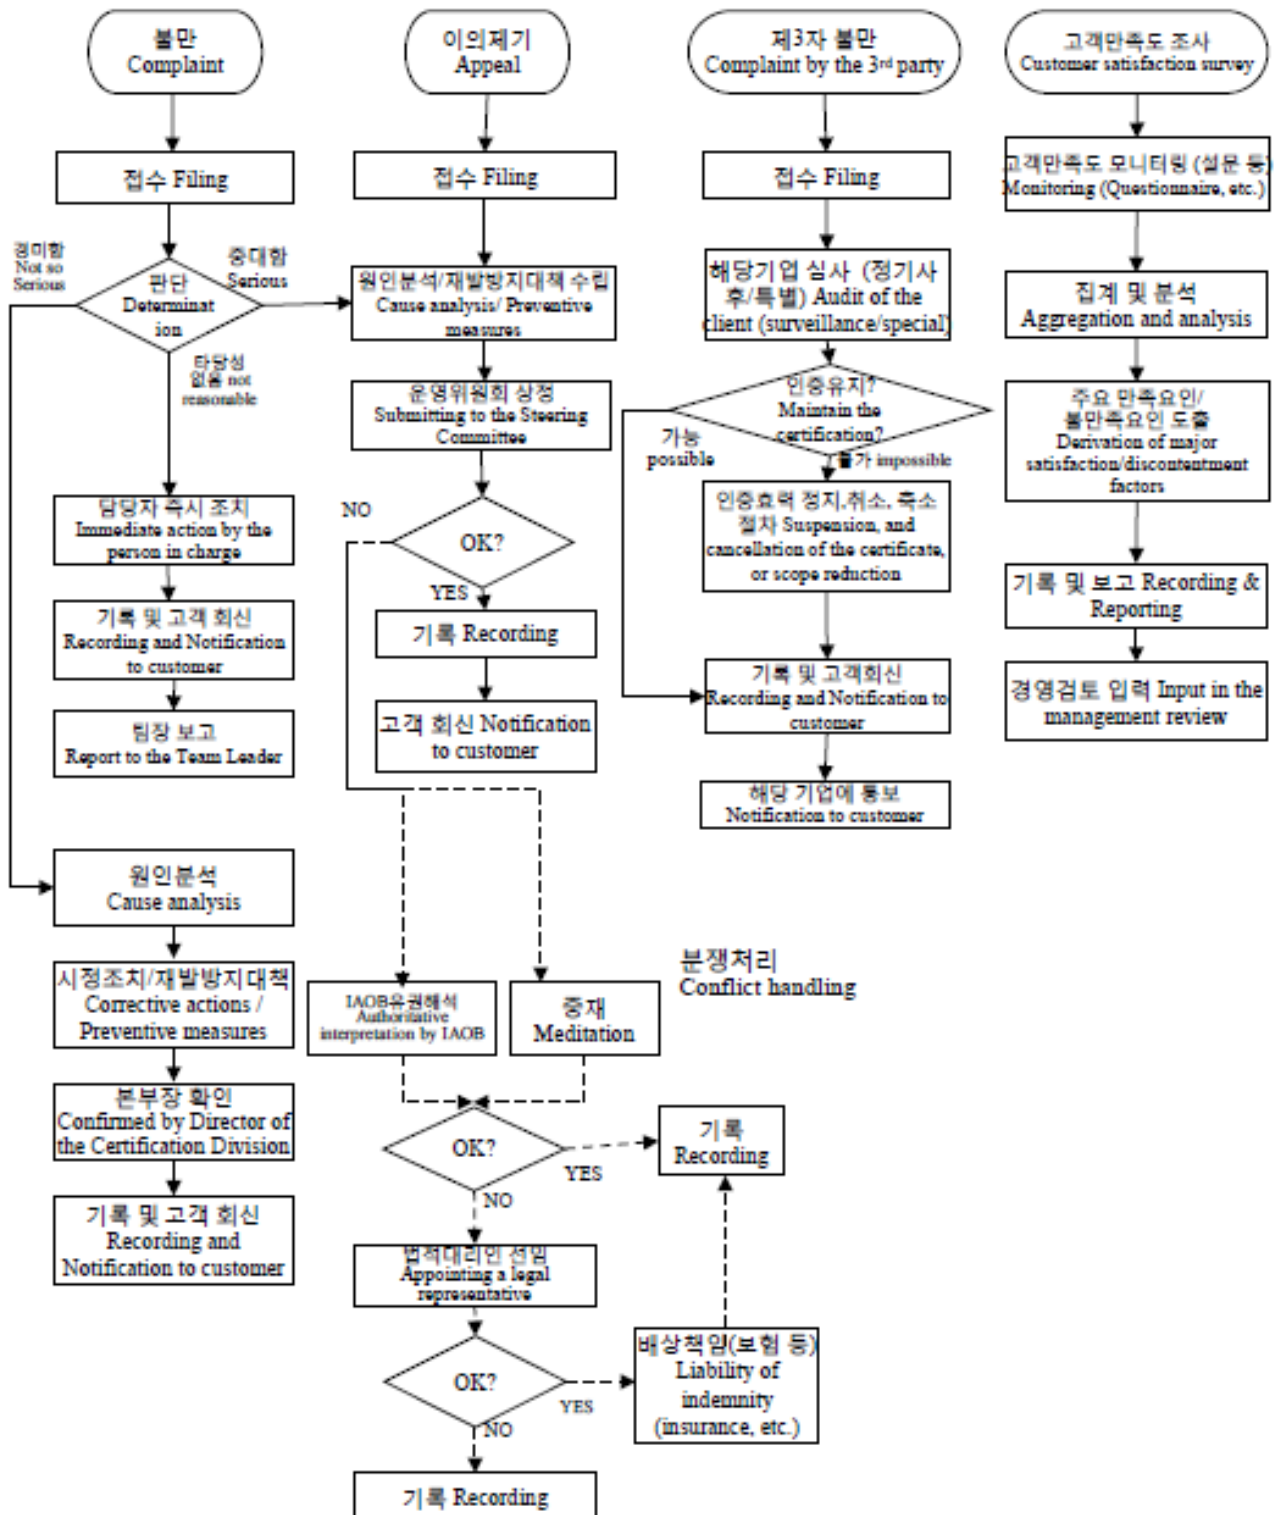 불만
Complaint
접수 Filing
경미함
Not so
Serious
중대함
Serious
판단
Determinat
ion
타당성
없음 not
reasonable
담당자 즉시 조치
Immediate action by the
person in charge
기록 및 고객 회신
Recording and Notification
to customer
팀장 보고
Report to the Team Leader
원인분석
Cause analysis
시정조치/재발방지대책
Corrective actions /
Preventive measures
본부장 확인
Confirmed by Director of
the Certification Division
기록 및 고객 회신
Recording and
Notification to customer
이의제기
Appeal
접수 Filing
원인분석/재발방지대책 수립
Cause analysis/ Preventive
measures
운영위원회 상정
Submitting to the Steering
Committee
NO
OK?
YES
기록 Recording
고객 회신 Notification
to customer
IAOB유권해석
Authoritative
interpretation by IAOB
중재
Meditation
분쟁처리
Conflict handling
OK?
YES
NO
기록
Recording
법적대리인 선임
Appointing a legal
representative
OK?
YES
NO
배상책임(보험 등)
Liability of
indemnity
(insurance, etc.)
기록 Recording
제3자 불만
Complaint by the 3rd party
접수 Filing
해당기업 심사 (정기사
후/특별) Audit of the
client (surveillance/special)
인증유지?
Maintain the
certification?
가능
possible
불가 impossible
인증효력 정지,취소, 축소
절차 Suspension, and
cancellation of the certificate,
or scope reduction
기록 및 고객회신
Recording and Notification to
customer
해당 기업에 통보
Notification to customer
고객만족도 조사
Customer satisfaction survey
고객만족도 모니터링 (설문 등)
Monitoring (Questionnaire, etc.)
집계 및 분석
Aggregation and analysis
주요 만족요인/
불만족요인 도출
Derivation of major
satisfaction/discontentment
factors
기록 및 보고 Recording &
Reporting
경영검토 입력 Input in the
management review